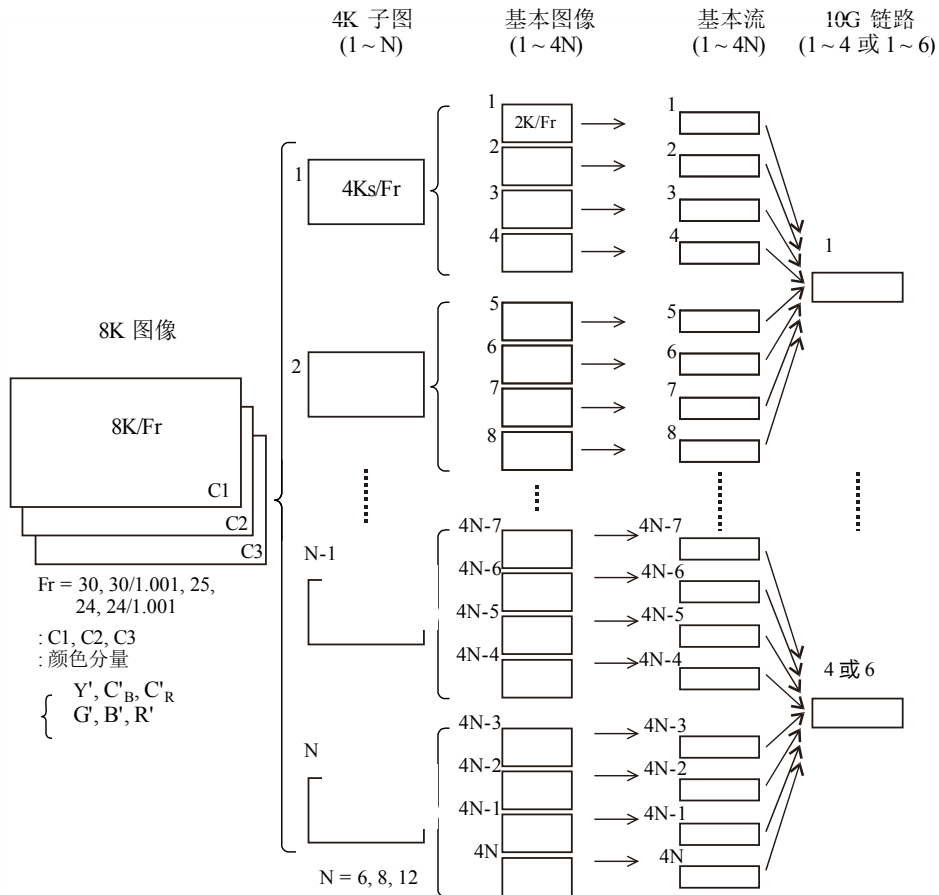 4K 子图
(1 ~ N)
基本图像
(1 ~ 4N)
基本流
(1 ~ 4N)
10G 链路
(1 ~ 4 或 1 ~ 6)
8K 图像
8K/Fr
C1
C2
C3
Fr = 30, 30/1.001, 25,
24, 24/1.001
: C1, C2, C3
: 颜色分量
Y', C'B, C'R
G', B', R'
1
4Ks/Fr
2
N-1
N
N = 6, 8, 12
1
2K/Fr
2
3
4
5
6
7
8
4N-7
4N-6
4N-5
4N-4
4N-3
4N-2
4N-1
4N
1
2
3
4
5
6
7
8
4N-7
4N-6
4N-5
4N-4
4N-3
4N-2
4N-1
4N
1
4 或 6